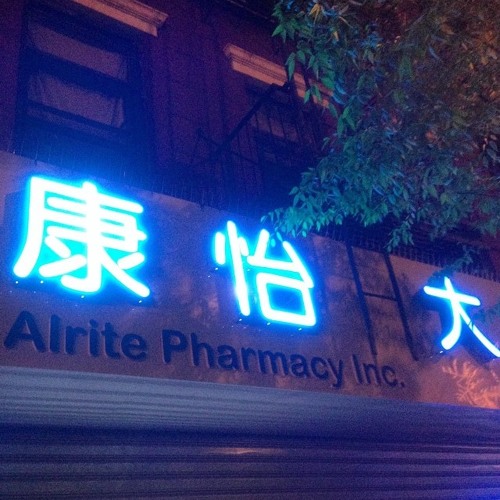 康怡大
Alrite Pharmacy Inc.